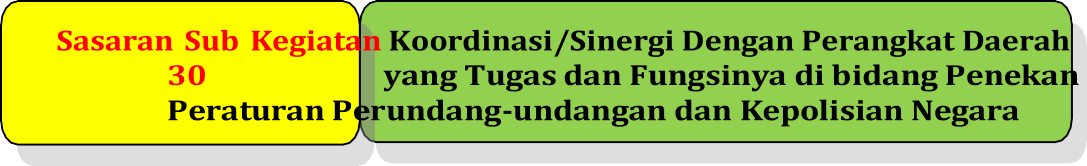 Sasaran Sub Kegiatan Koordinasi/Sinergi Dengan Perangkat Daerah
30 yang Tugas dan Fungsinya di bidang Penekan
Peraturan Perundang-undangan dan Kepolisian Negara